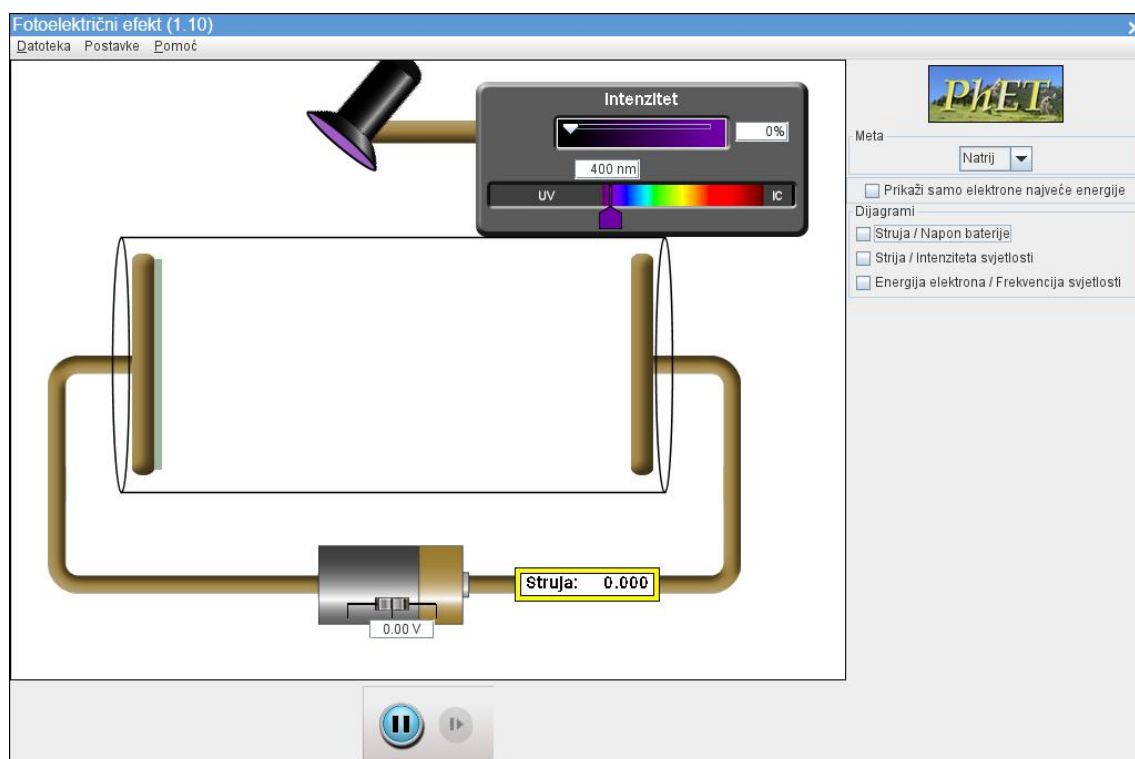 Fotoelektrični efekt (1.10)
Datoteka Postavke Pomoć
Intenzitet
0%
400 nm
UV
IC
Struja: 0.000
0.00 V
PhET
Meta
Natrij
Prikaži samo elektrone najveće energije
Dijagrami
Struja / Napon baterije
Strija / Intenziteta svjetlosti
Energija elektrona / Frekvencija svjetlosti